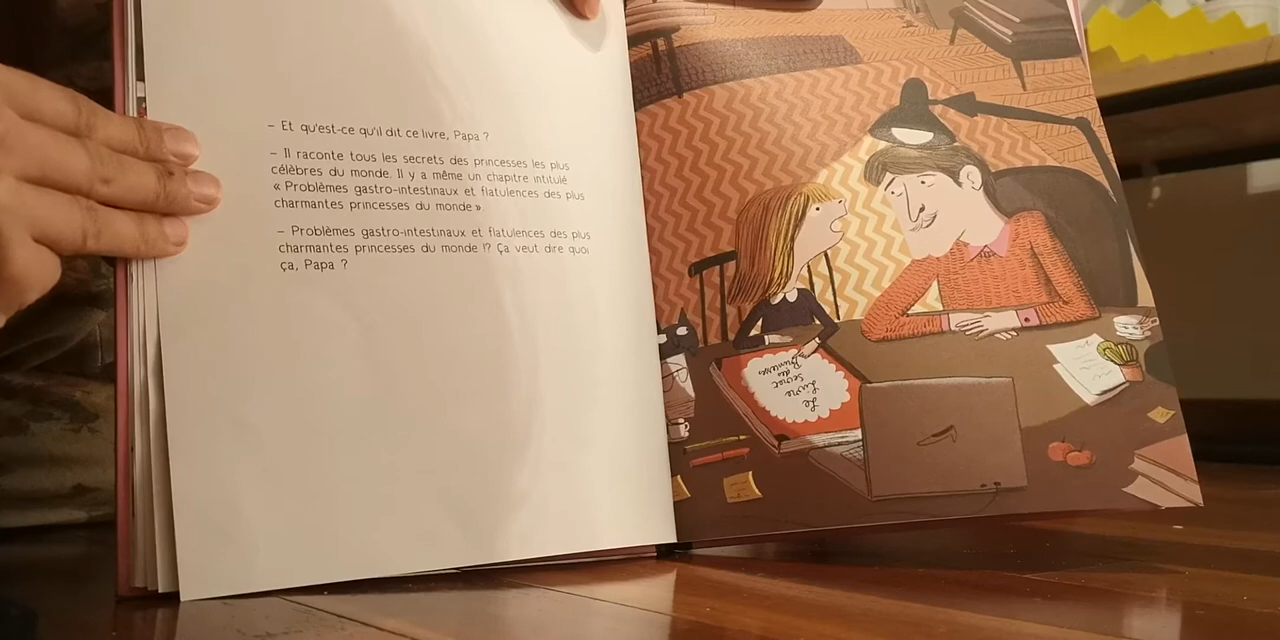 – Et qu'est-ce qu'il dit ce livre, Papa ?
– Il raconte tous les secrets des princesses les plus
célèbres du monde. Il y a même un chapitre intitulé
« Problèmes gastro-intestinaux et flatulences des plus
charmantes princesses du monde ».
– Problèmes gastro-intestinaux et flatulences des plus
charmantes princesses du monde !? Ça veut dire quoi
ça, Papa ?
Le
Livre
Secret
des
Princesses